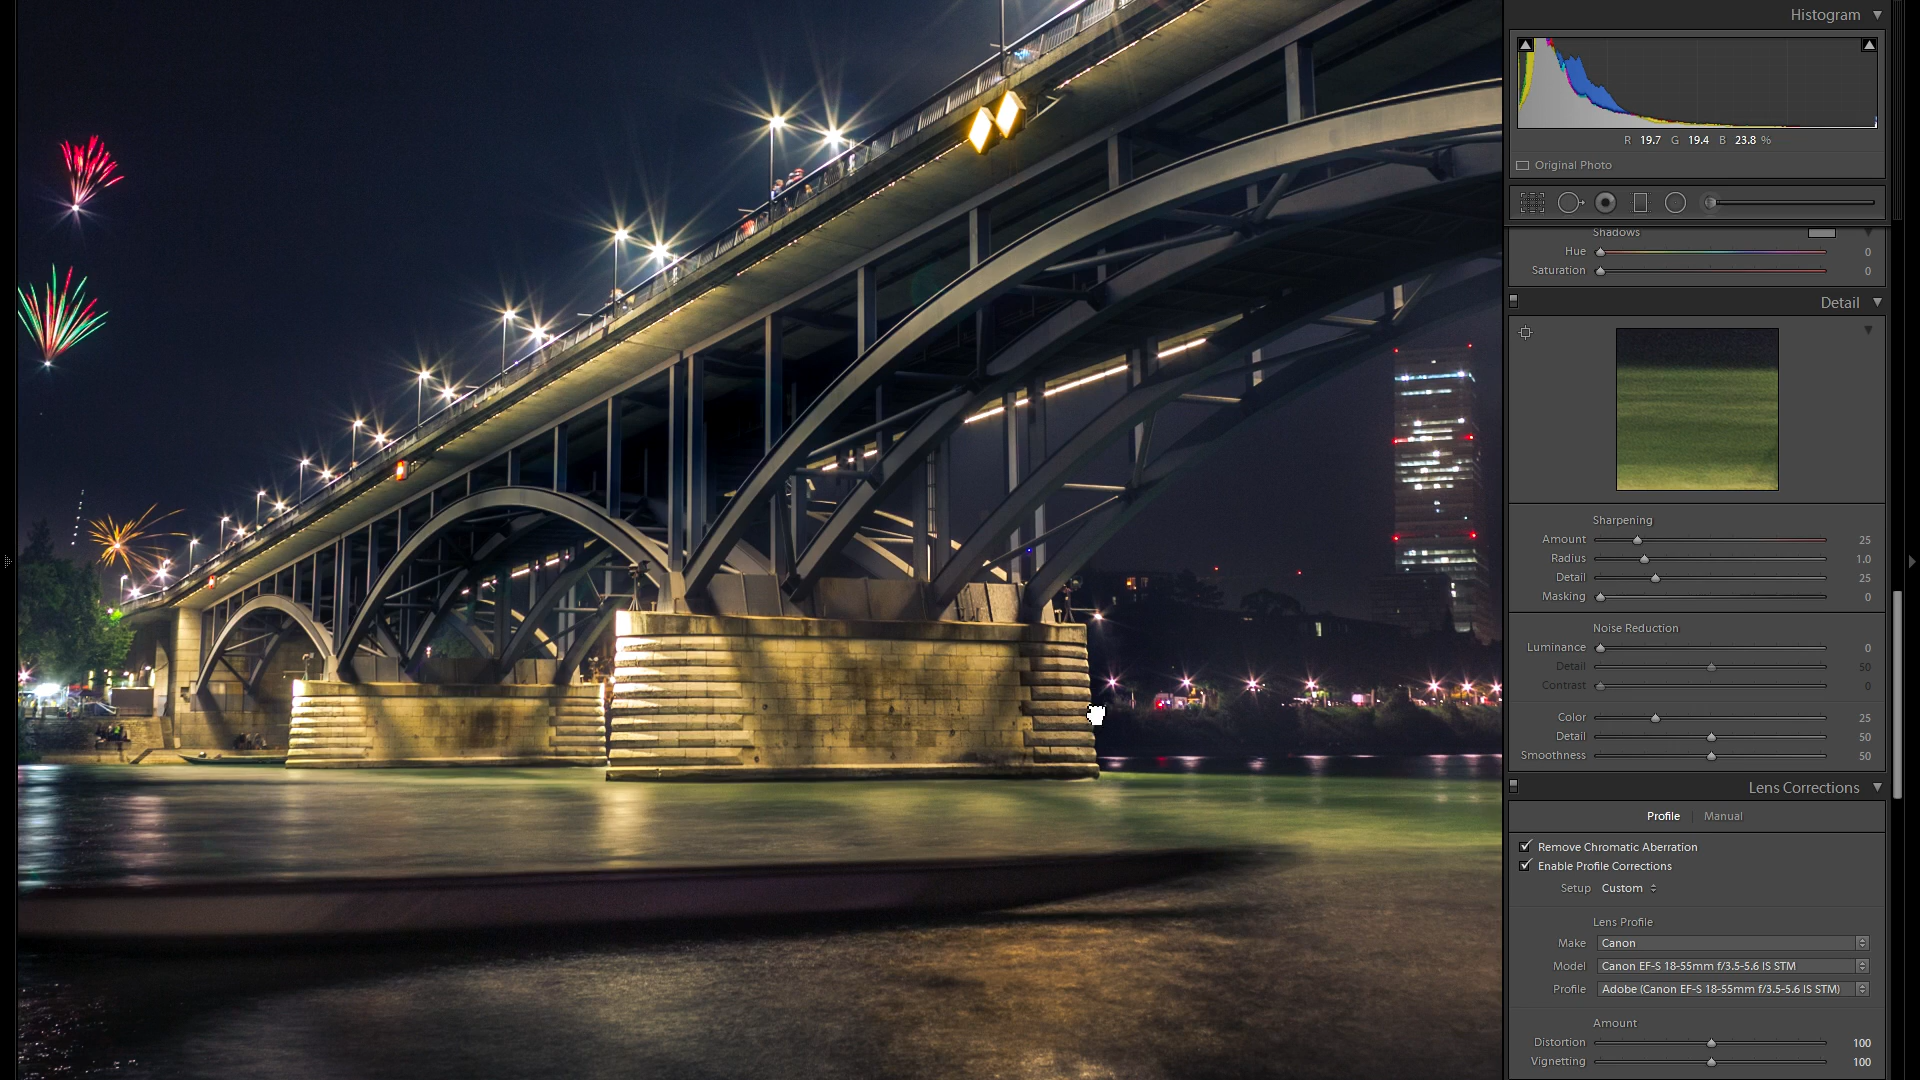 Histogram
R 19.7 G 19.4 B 23.8 %
Original Photo
Shadows
Hue 0
Saturation 0
Detail
Sharpening
Amount 25
Radius 1.0
Detail 25
Masking 0
Noise Reduction
Luminance 0
Detail 50
Contrast 0
Color 25
Detail 50
Smoothness 50
Lens Corrections
Profile Manual
Remove Chromatic Aberration
Enable Profile Corrections
Setup Custom
Lens Profile
Make Canon
Model Canon EF-S 18-55mm f/3.5-5.6 IS STM
Profile Adobe (Canon EF-S 18-55mm f/3.5-5.6 IS STM)
Amount
Distortion 100
Vignetting 100